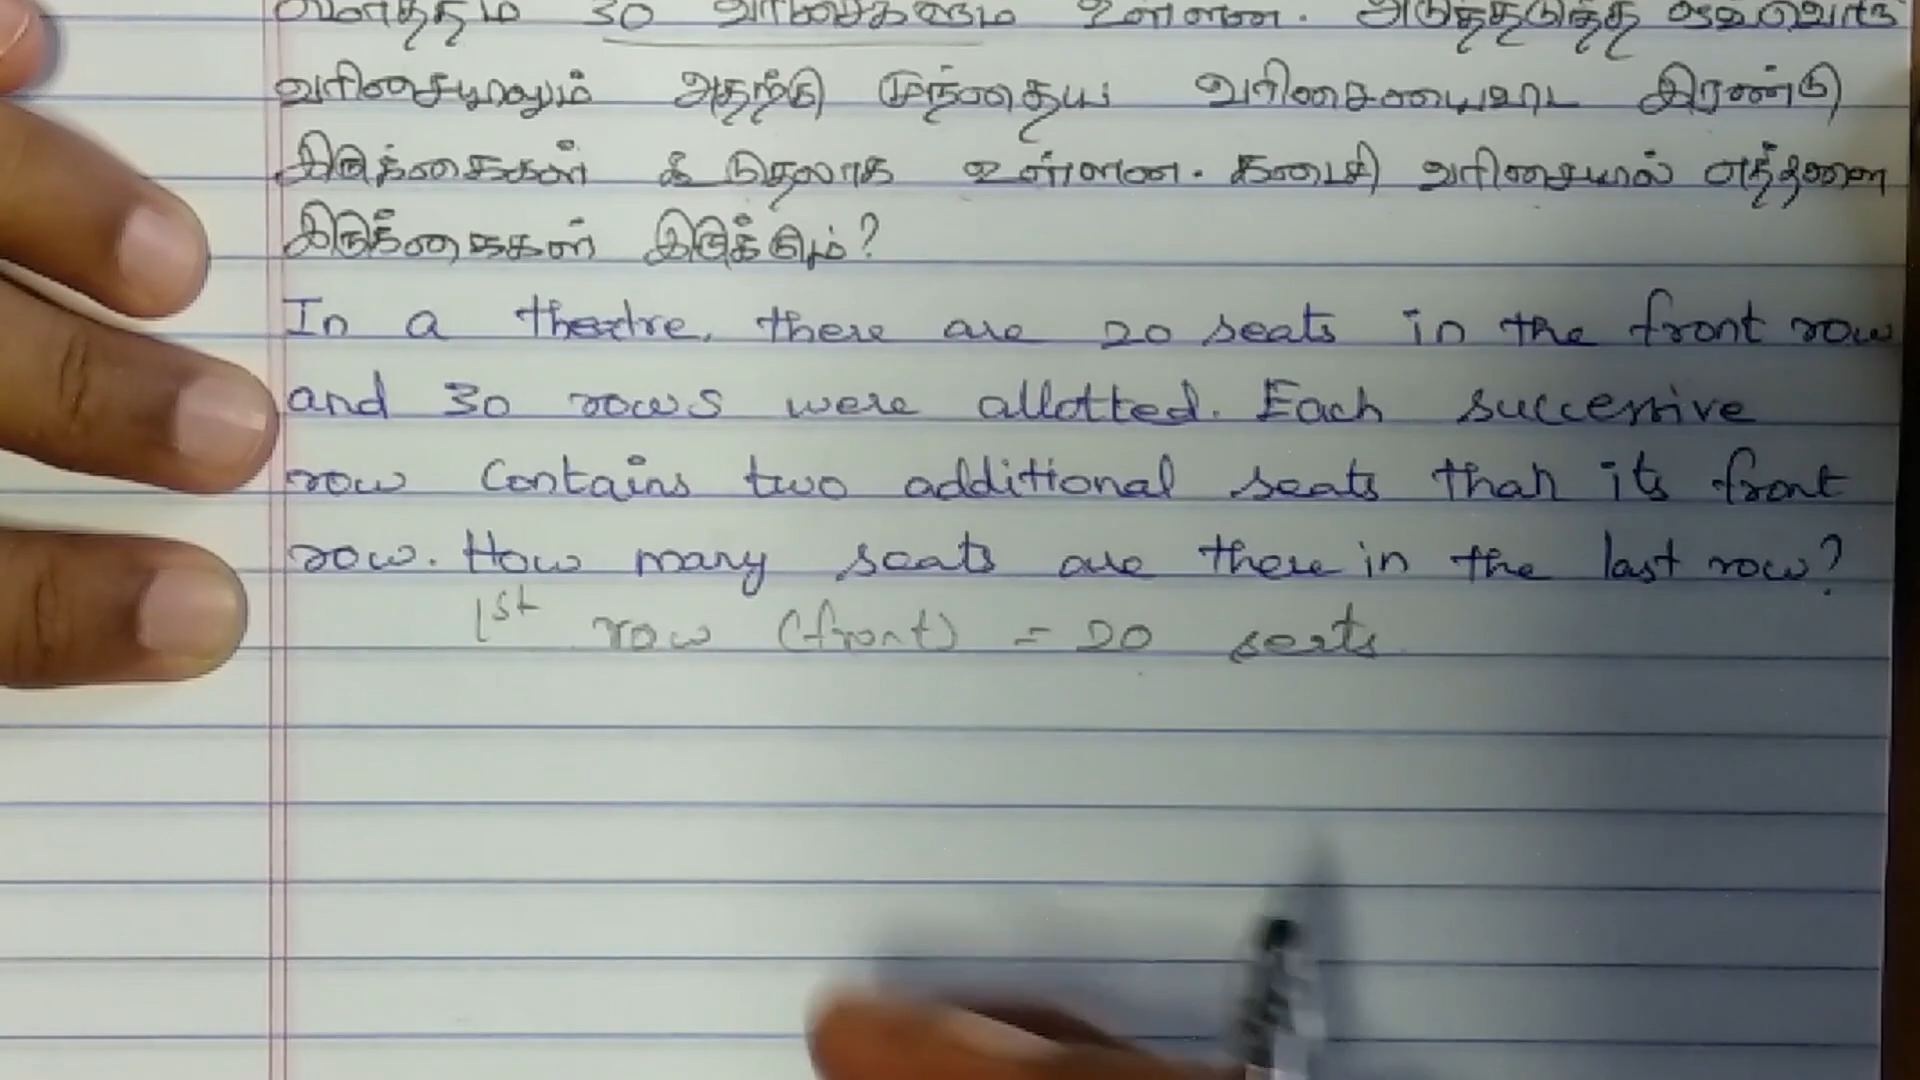 30 வரிசைகளும் உள்ளன. அடுத்தடுத்த ஒவ்வொரு
வரிசையிலும் அதற்கு முந்தைய வரிசையைவிட இரண்டு
இருக்கைகள் கூடுதலாக உள்ளன. கடைசி வரிசையில் எத்தனை
இருக்கைகள் இருக்கும்?
In a theatre, there are 20 seats in the front row
and 30 rows were allotted. Each successive
row contains two additional seats than its front
row. How many seats are there in the last row?
1st row (front) = 20 seats